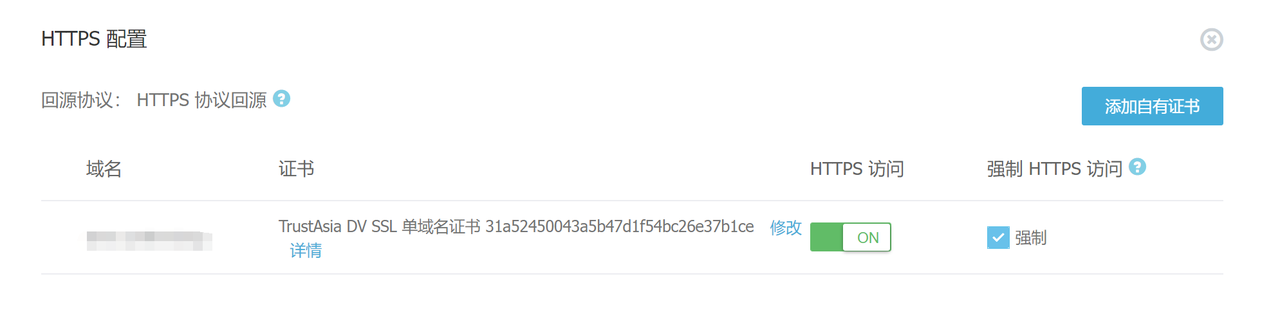 HTTPS 配置
回源协议： HTTPS 协议回源 ?
添加自有证书
域名 证书 HTTPS 访问 强制 HTTPS 访问 ?
TrustAsia DV SSL 单域名证书 31a52450043a5b47d1f54bc26e37b1ce 修改
详情
ON
强制